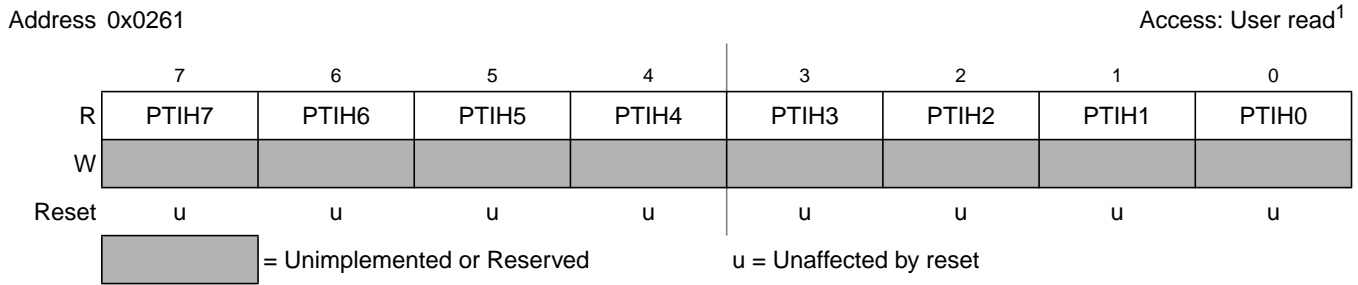 Address 0x0261 Access: User read1
7 6 5 4 3 2 1 0
R PTIH7 PTIH6 PTIH5 PTIH4 PTIH3 PTIH2 PTIH1 PTIH0
W
Reset u u u u u u u u
= Unimplemented or Reserved u = Unaffected by reset